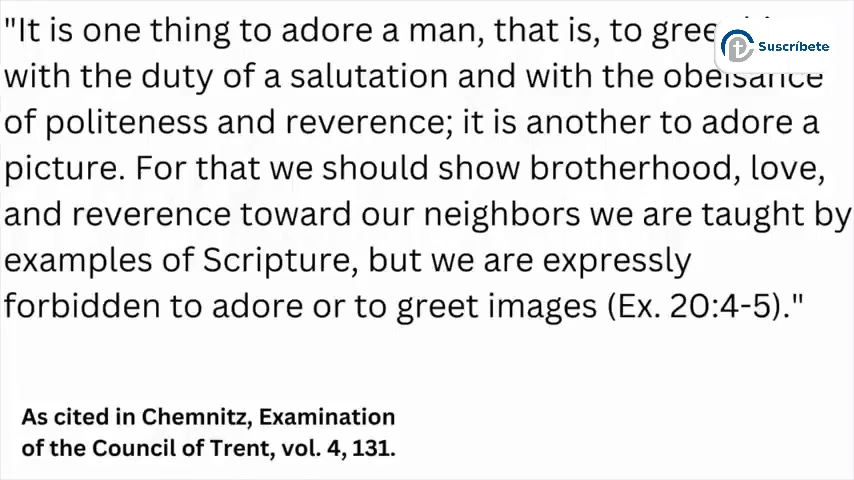 "It is one thing to adore a man, that is, to
Suscríbete
with the duty of a salutation and with the obeisance
of politeness and reverence; it is another to adore a
picture. For that we should show brotherhood, love,
and reverence toward our neighbors we are taught by
examples of Scripture, but we are expressly
forbidden to adore or to greet images (Ex. 20:4-5)."
As cited in Chemnitz, Examination
of the Council of Trent, vol. 4, 131.